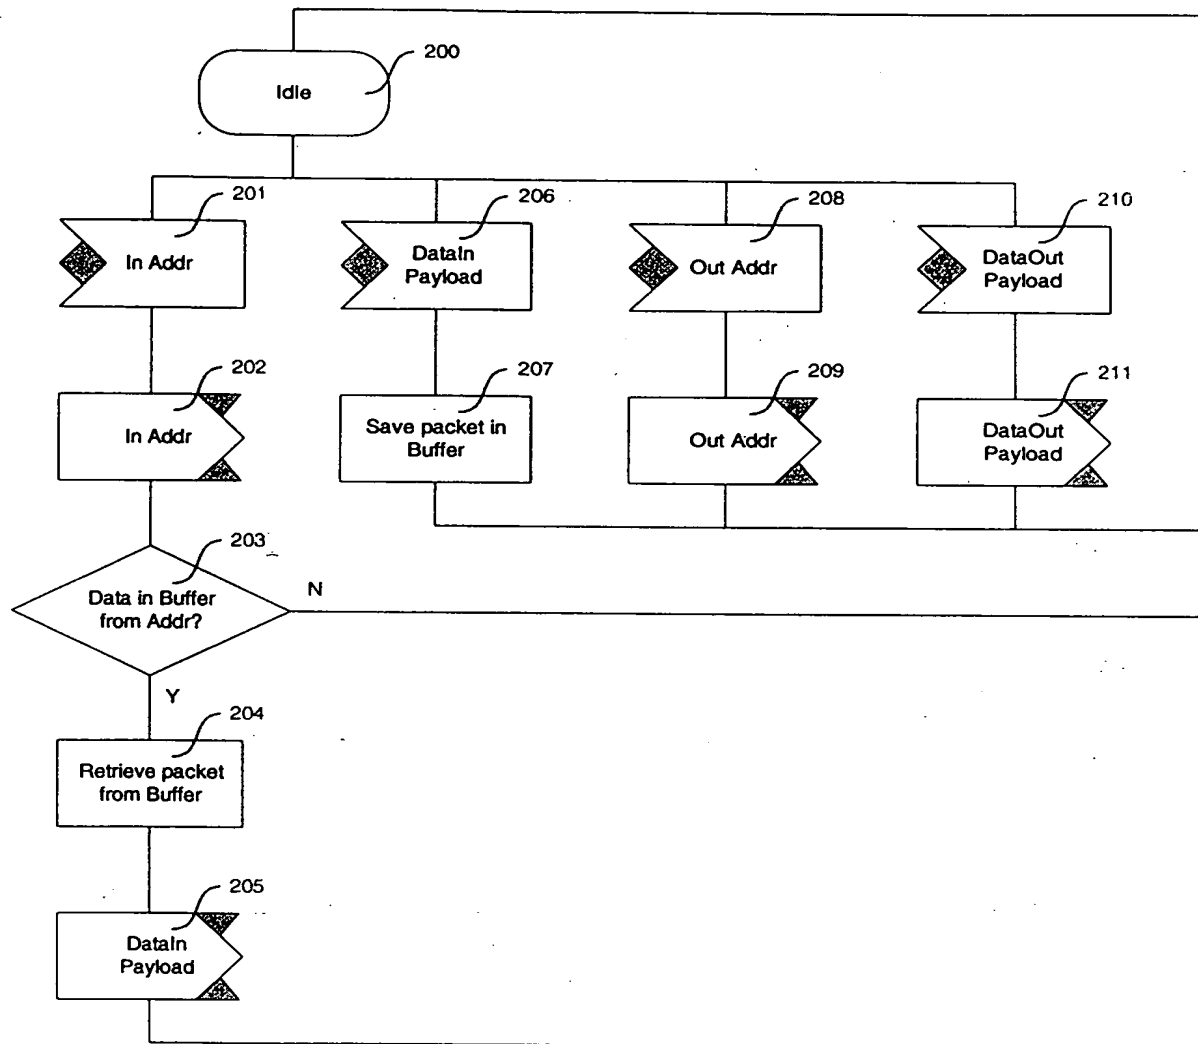 200
Idle
201
206
208
210
In Addr
DataIn
Payload
Out Addr
DataOut
Payload
202
207
209
211
In Addr
Save packet in
Buffer
Out Addr
DataOut
Payload
203
Data in Buffer
from Addr?
N
Y
204
Retrieve packet
from Buffer
205
DataIn
Payload